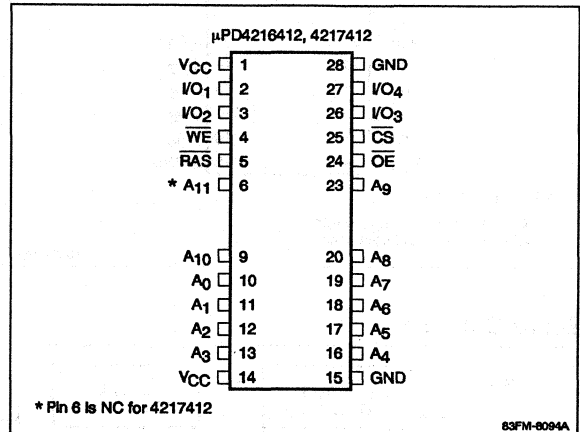 μPD4216412, 4217412
VCC 1 28 GND
I/O1 2 27 I/O4
I/O2 3 26 I/O3
WE 4 25 CS
RAS 5 24 OE
* A11 6 23 A9
A10 9 20 A8
A0 10 19 A7
A1 11 18 A6
A2 12 17 A5
A3 13 16 A4
VCC 14 15 GND
* Pin 6 is NC for 4217412
83FM-8094A